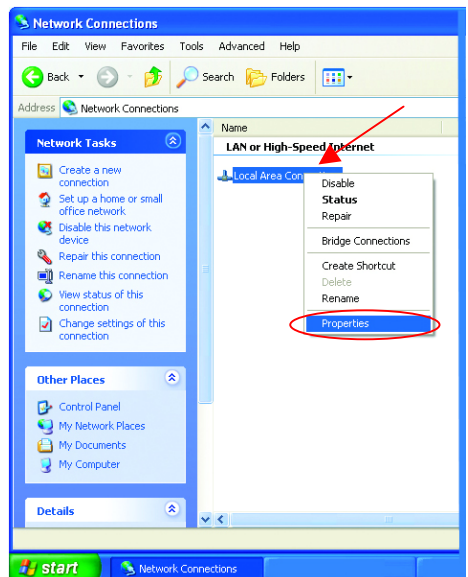 Network Connections
File Edit View Favorites Tools Advanced Help
Back Search Folders
Address Network Connections
Network Tasks
Create a new
connection
Set up a home or small
office network
Disable this network
device
Repair this connection
Rename this connection
View status of this
connection
Change settings of this
connection
Other Places
Control Panel
My Network Places
My Documents
My Computer
Details
Name
LAN or High-Speed Internet
Local Area Con
Disable
Status
Repair
Bridge Connections
Create Shortcut
Delete
Rename
Properties
start Network Connections